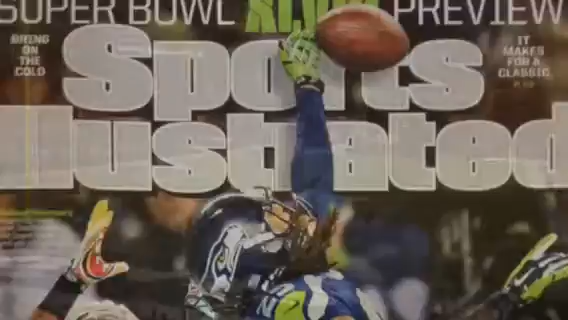 SUPER BOWL XLVIII PREVIEW
BRING
ON
THE
COLD
IT
MAKES
FOR A
CLASSIC
Sports
Illustrated